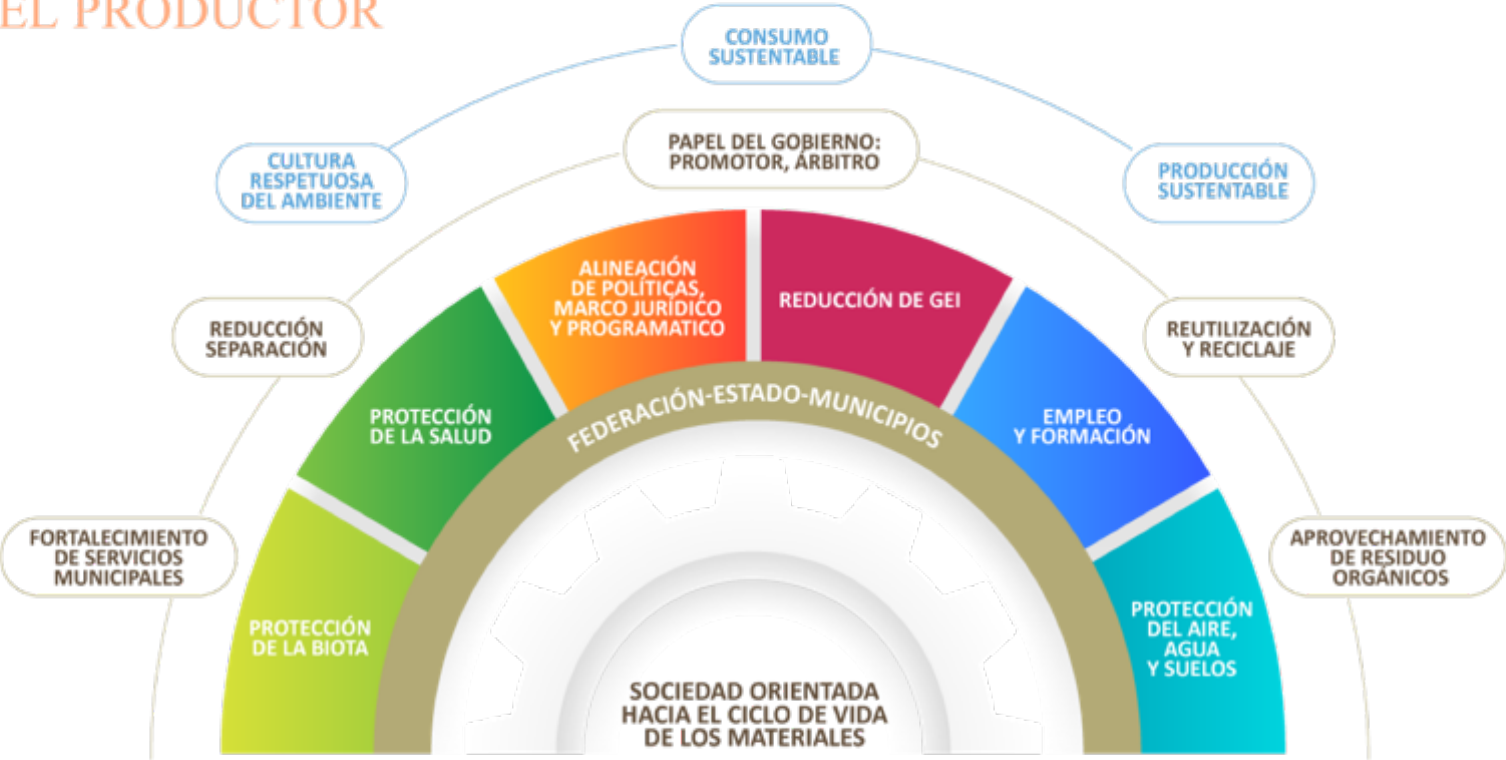 EL PRODUCTOR
CONSUMO
SUSTENTABLE
CULTURA
RESPETUOSA
DEL AMBIENTE
PRODUCCIÓN
SUSTENTABLE
PAPEL DEL GOBIERNO:
PROMOTOR, ÁRBITRO
REDUCCIÓN
SEPARACIÓN
REUTILIZACIÓN
Y RECICLAJE
FORTALECIMIENTO
DE SERVICIOS
MUNICIPALES
APROVECHAMIENTO
DE RESIDUO
ORGÁNICOS
PROTECCIÓN
DE LA BIOTA
PROTECCIÓN
DE LA SALUD
ALINEACIÓN
DE POLÍTICAS,
MARCO JURÍDICO
Y PROGRAMATICO
REDUCCIÓN DE GEI
EMPLEO
Y FORMACIÓN
PROTECCIÓN
DEL AIRE,
AGUA
Y SUELOS
FEDERACIÓN-ESTADO-MUNICIPIOS
SOCIEDAD ORIENTADA
HACIA EL CICLO DE VIDA
DE LOS MATERIALES